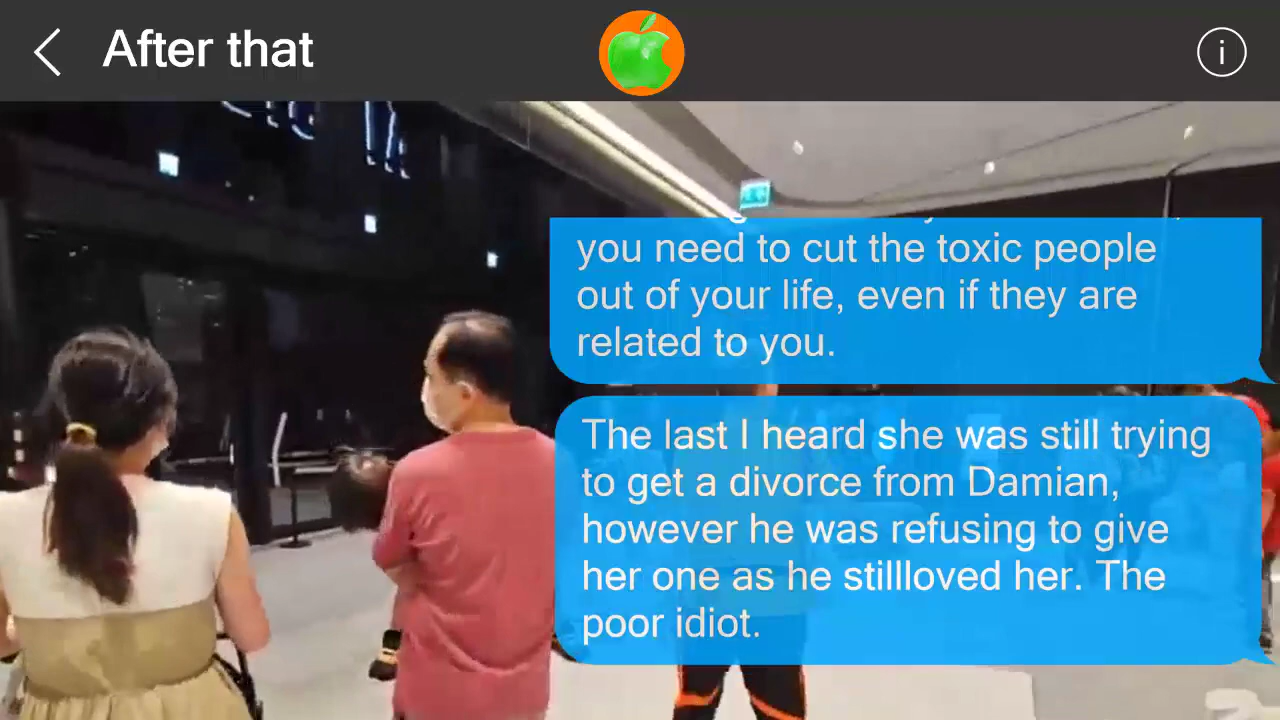 After that
you need to cut the toxic people
out of your life, even if they are
related to you.
The last I heard she was still trying
to get a divorce from Damian,
however he was refusing to give
her one as he stillloved her. The
poor idiot.